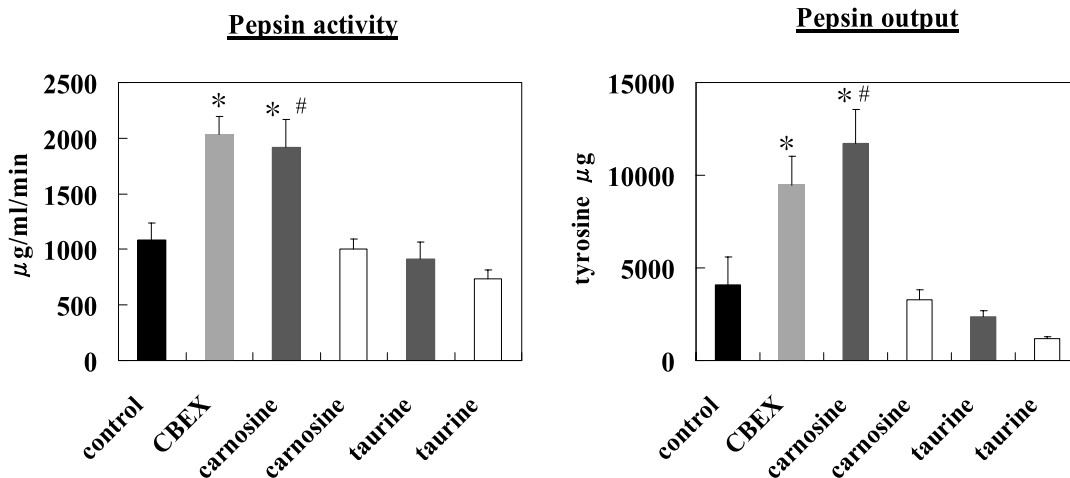 Pepsin activity
μg/ml/min
2500
2000
1500
1000
500
0
*
* #
control
CBEX
carnosine
carnosine
taurine
taurine
Pepsin output
tyrosine μg
15000
10000
5000
0
*
*#
control
CBEX
carnosine
carnosine
taurine
taurine